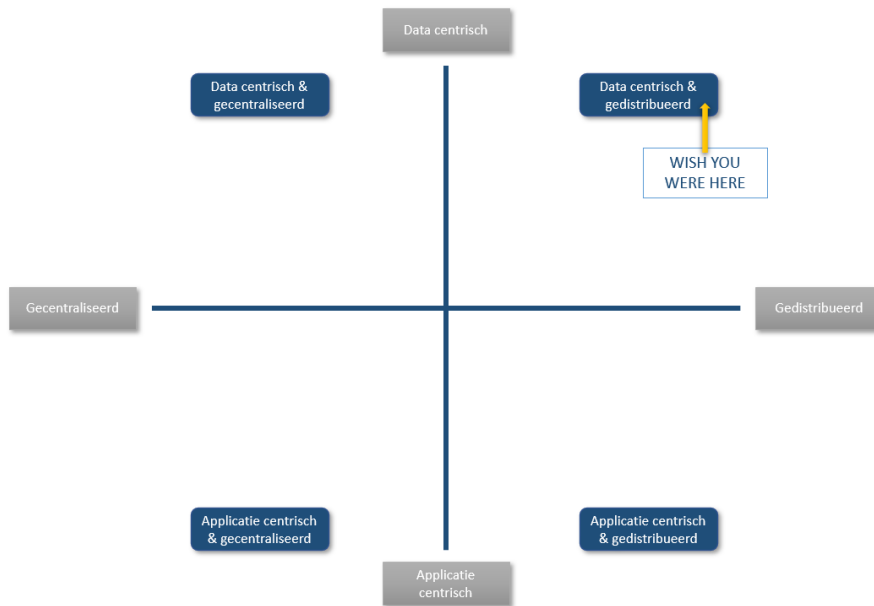 Data centrisch
Data centrisch &
gecentraliseerd
Data centrisch &
gedistribueerd
WISH YOU
WERE HERE
Gecentraliseerd
Gedistribueerd
Applicatie centrisch
& gecentraliseerd
Applicatie centrisch
& gedistribueerd
Applicatie
centrisch